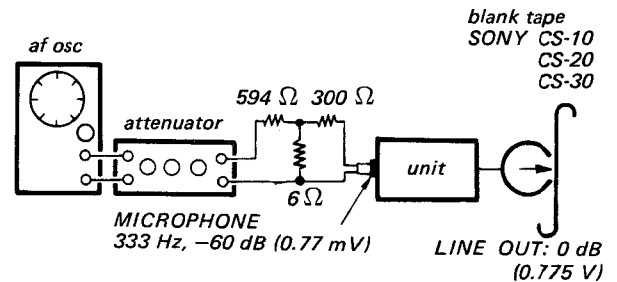 blank tape
SONY CS-10
CS-20
CS-30
af osc
attenuator
594 Ω 300 Ω
6 Ω
unit
MICROPHONE
333 Hz, −60 dB (0.77 mV)
LINE OUT: 0 dB
(0.775 V)